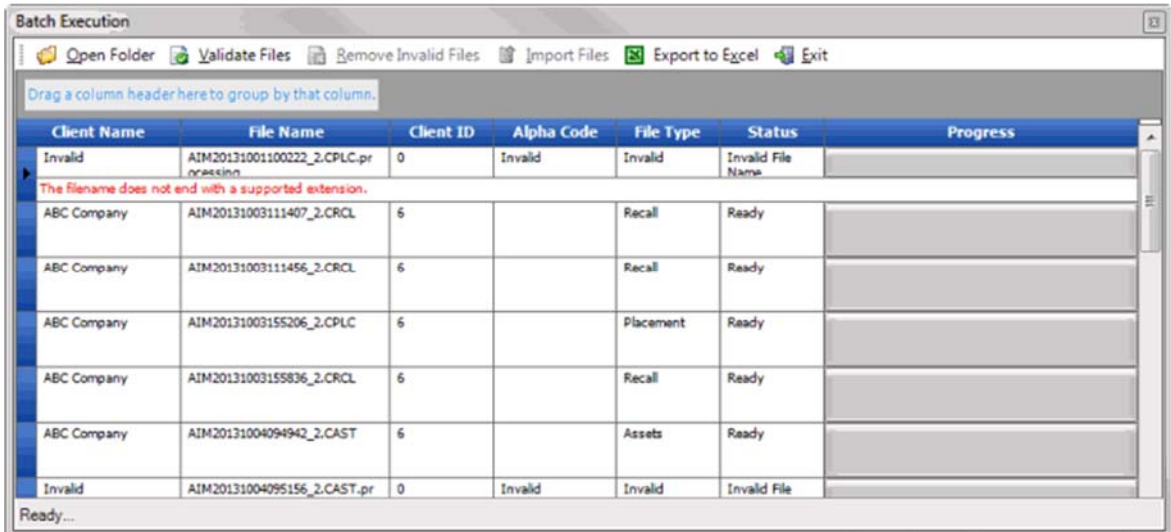 Batch Execution
Open Folder Validate Files Remove Invalid Files Import Files Export to Excel Exit
Drag a column header here to group by that column.
Client Name File Name Client ID Alpha Code File Type Status Progress
Invalid AIM20131001100222_2.CPLC.pr 0 Invalid Invalid Invalid File
ocessing Name
The filename does not end with a supported extension.
ABC Company AIM20131003111407_2.CRCL 6 Recall Ready
ABC Company AIM20131003111456_2.CRCL 6 Recall Ready
ABC Company AIM20131003155206_2.CPLC 6 Placement Ready
ABC Company AIM20131003155836_2.CRCL 6 Recall Ready
ABC Company AIM20131004094942_2.CAST 6 Assets Ready
Invalid AIM20131004095156_2.CAST.pr 0 Invalid Invalid Invalid File
Ready...